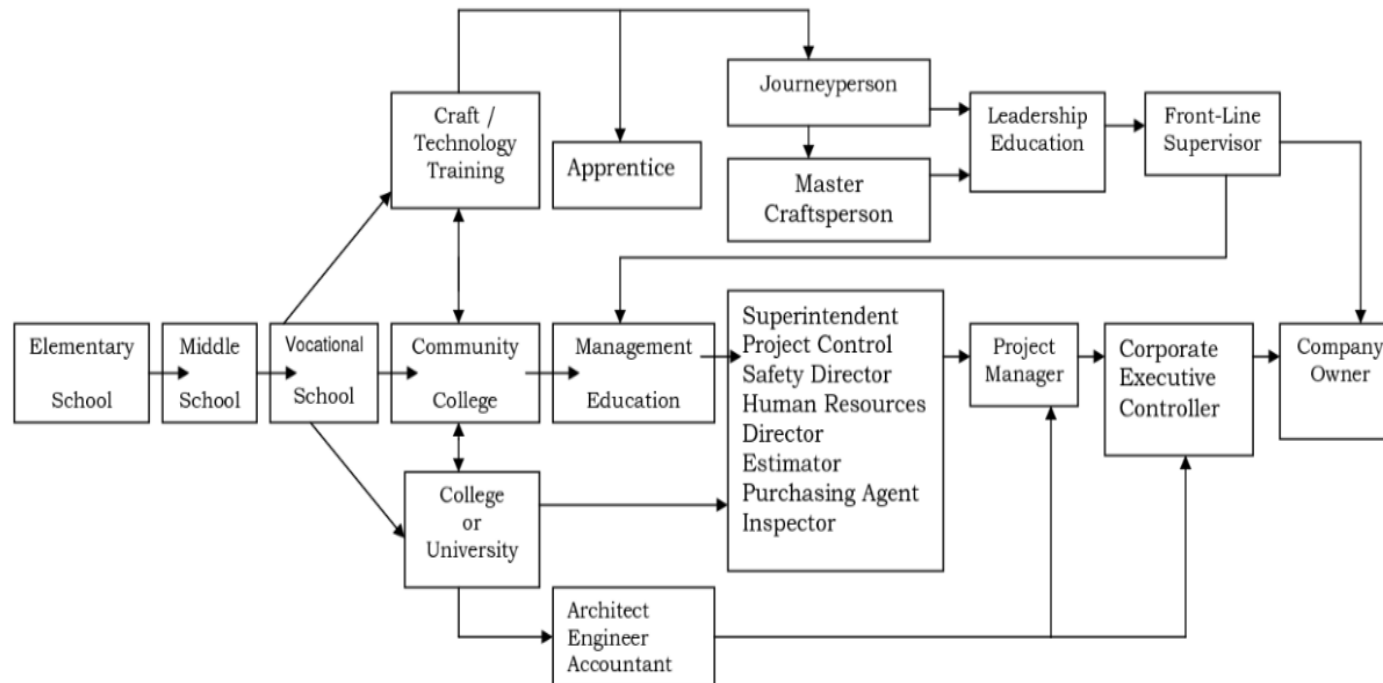 Journeyperson
Craft /
Technology
Training
Leadership
Education
Front-Line
Supervisor
Apprentice
Master
Craftsperson
Elementary
School
Middle
School
Vocational
School
Community
College
Management
Education
Superintendent
Project Control
Safety Director
Human Resources
Director
Estimator
Purchasing Agent
Inspector
Project
Manager
Corporate
Executive
Controller
Company
Owner
College
or
University
Architect
Engineer
Accountant